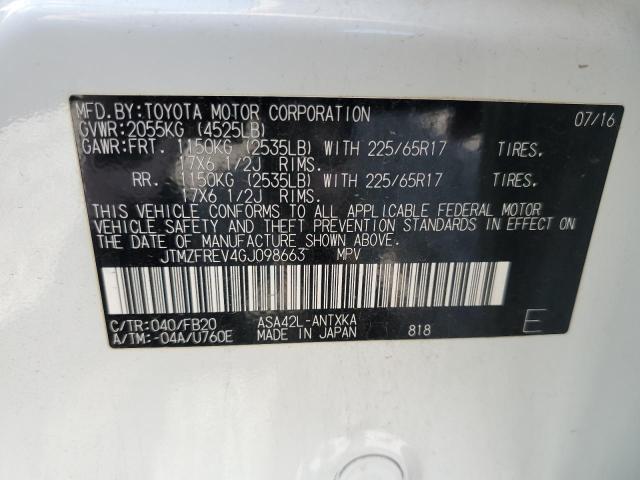 MFD.BY:TOYOTA MOTOR CORPORATION 07/16
GVWR:2055KG (4525LB)
GAWR:FRT. 1150KG (2535LB) WITH 225/65R17 TIRES.
17X6 1/2J RIMS.
RR. 1150KG (2535LB) WITH 225/65R17 TIRES.
17X6 1/2J RIMS.
THIS VEHICLE CONFORMS TO ALL APPLICABLE FEDERAL MOTOR
VEHICLE SAFETY AND THEFT PREVENTION STANDARDS IN EFFECT ON
THE DATE OF MANUFACTURE SHOWN ABOVE.
JTMZFREV4GJ098663 MPV
C/TR:040/FB20 ASA42L-ANTXKA
A/TM:-04A/U760E MADE IN JAPAN 818 E